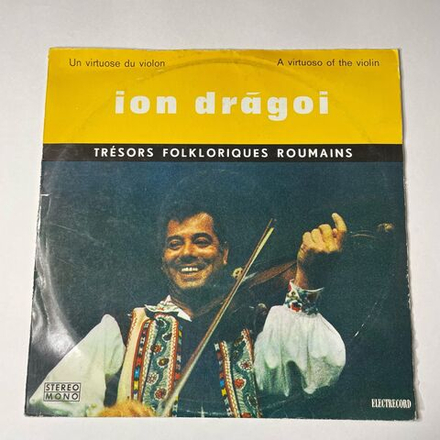 Un virtuose du violon
A virtuoso of the violin
ion drăgoi
TRÉSORS FOLKLORIQUES ROUMAINS
STEREO
MONO
ELECTRECORD